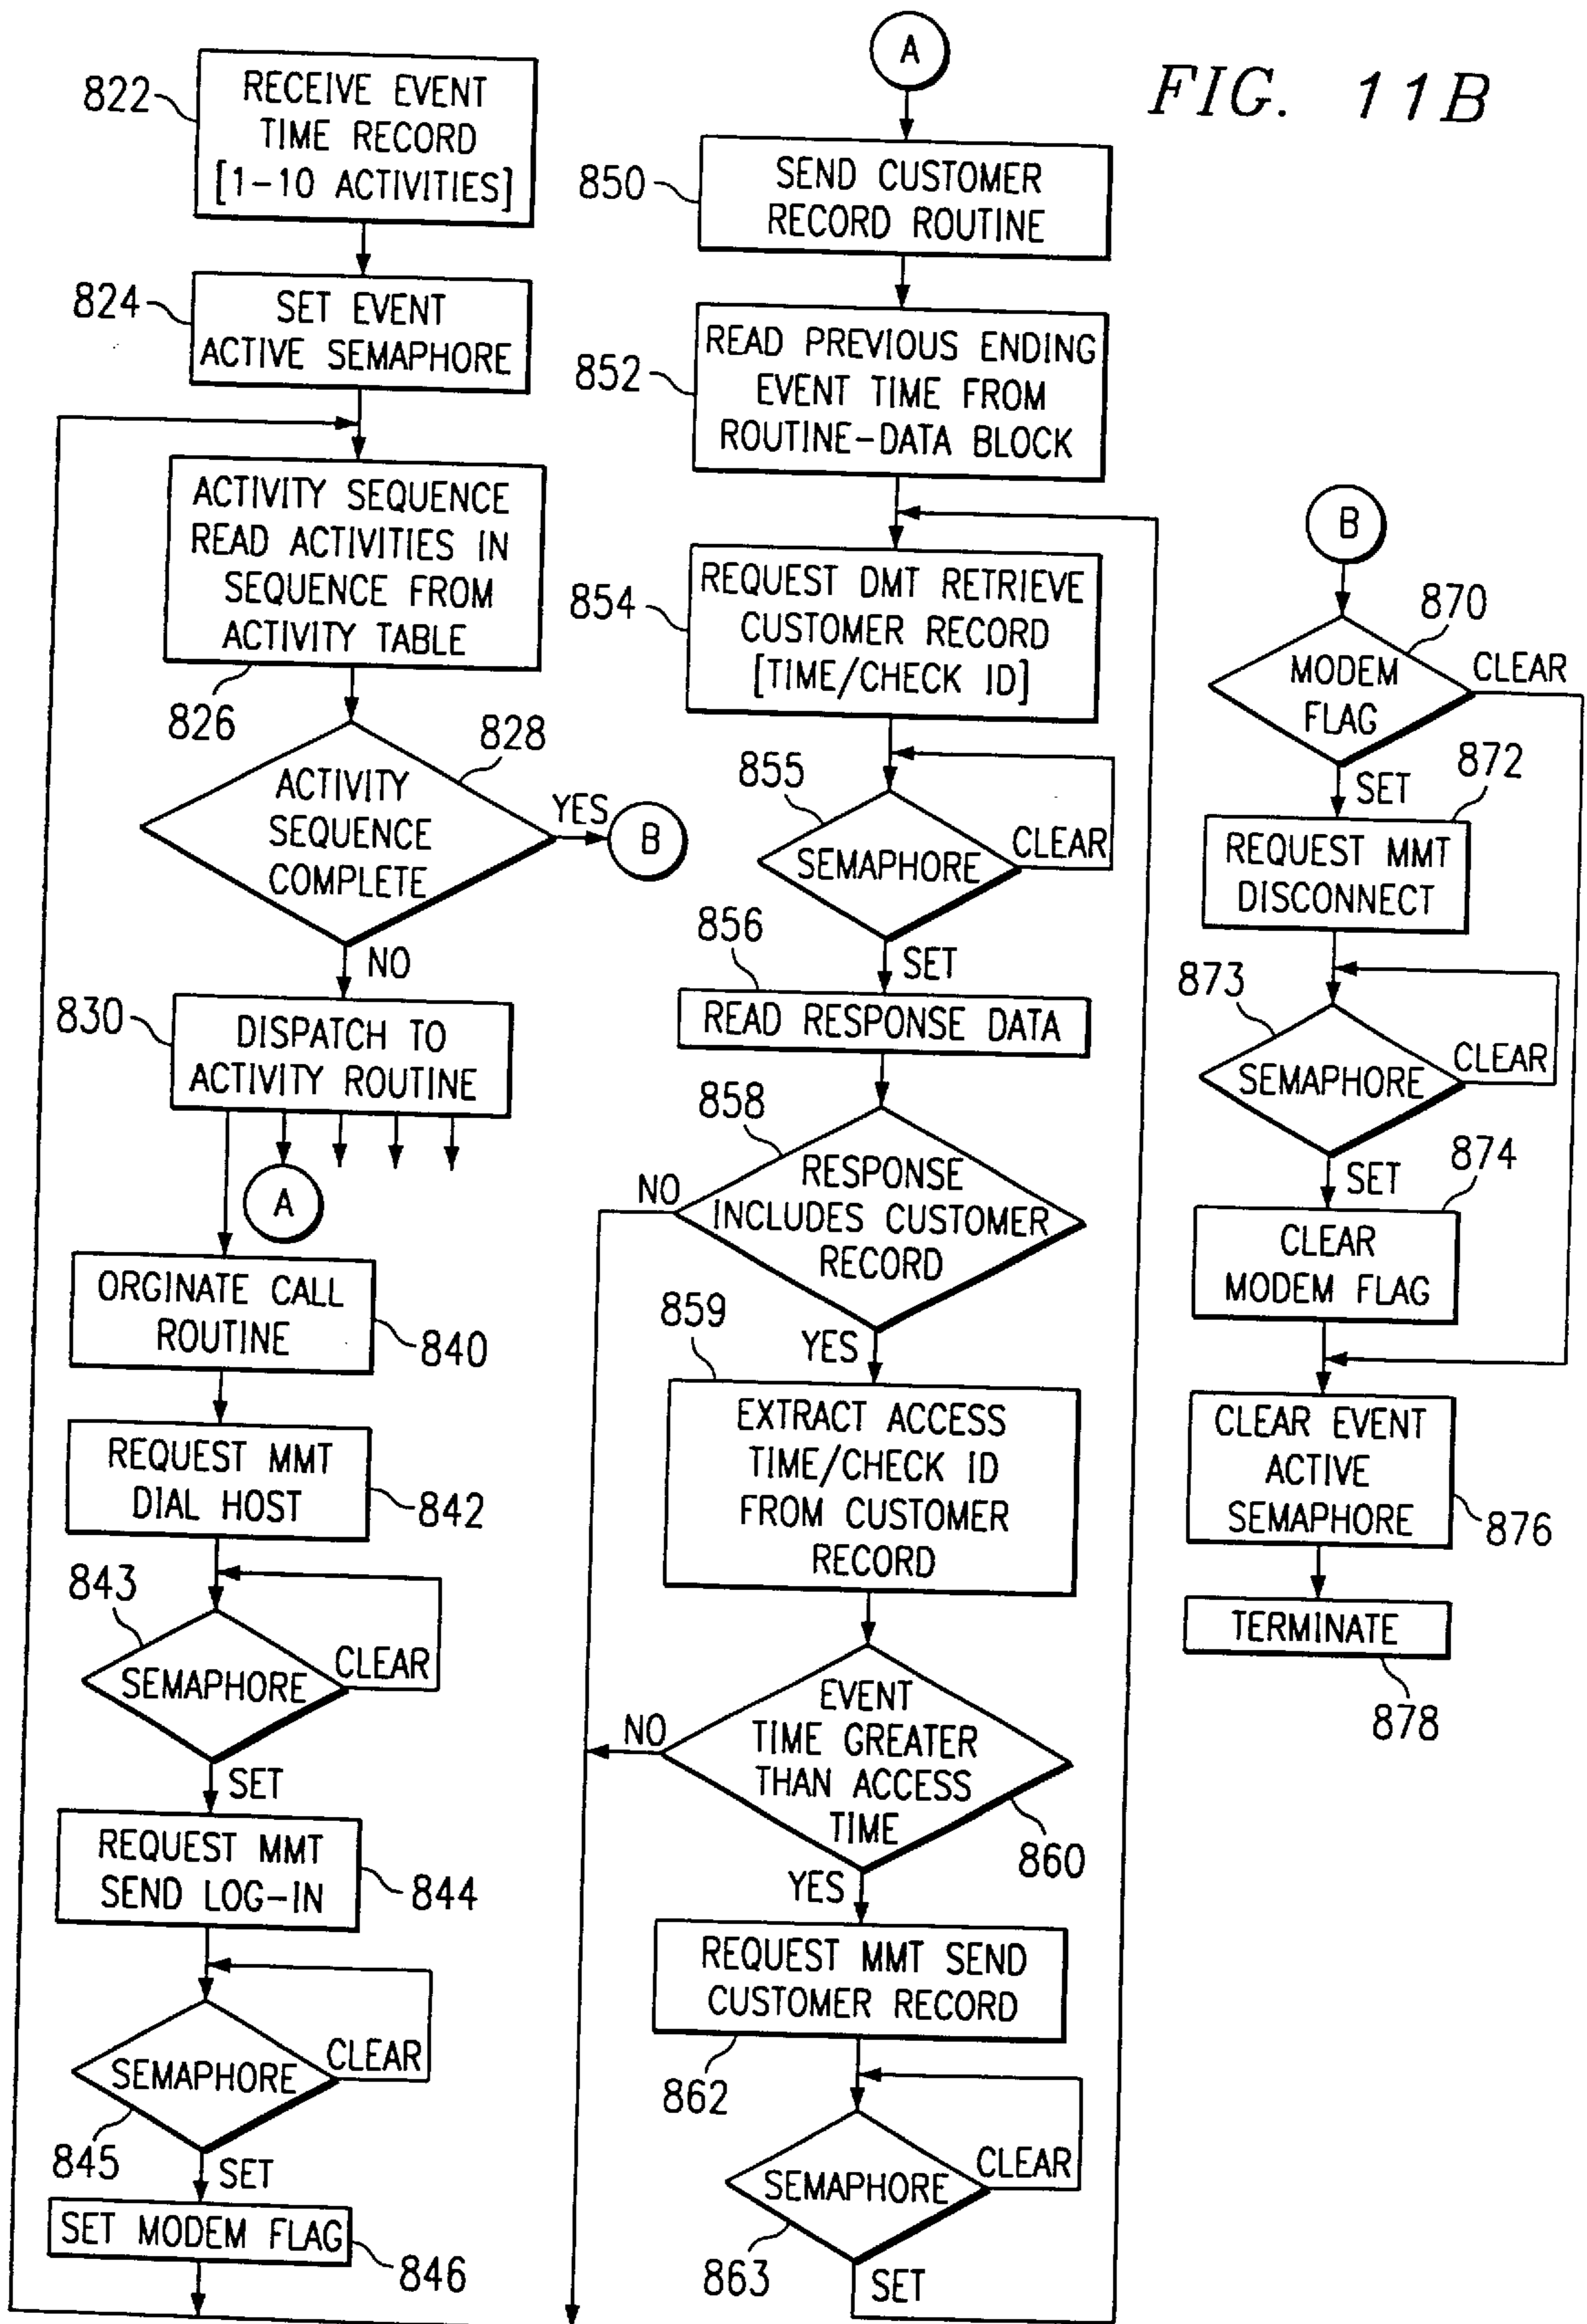 FIG. 11B
822
RECEIVE EVENT
TIME RECORD
[1-10 ACTIVITIES]
824
SET EVENT
ACTIVE SEMAPHORE
ACTIVITY SEQUENCE
READ ACTIVITIES IN
SEQUENCE FROM
ACTIVITY TABLE
826
828
ACTIVITY
SEQUENCE
COMPLETE
YES
B
NO
830
DISPATCH TO
ACTIVITY ROUTINE
A
ORGINATE CALL
ROUTINE
840
REQUEST MMT
DIAL HOST
842
843
SEMAPHORE
CLEAR
SET
REQUEST MMT
SEND LOG-IN
844
SEMAPHORE
CLEAR
845
SET
SET MODEM FLAG
846
A
850
SEND CUSTOMER
RECORD ROUTINE
852
READ PREVIOUS ENDING
EVENT TIME FROM
ROUTINE-DATA BLOCK
854
REQUEST DMT RETRIEVE
CUSTOMER RECORD
[TIME/CHECK ID]
855
SEMAPHORE
CLEAR
856
SET
READ RESPONSE DATA
858
RESPONSE
INCLUDES CUSTOMER
RECORD
NO
859
YES
EXTRACT ACCESS
TIME/CHECK ID
FROM CUSTOMER
RECORD
EVENT
TIME GREATER
THAN ACCESS
TIME
NO
860
YES
REQUEST MMT SEND
CUSTOMER RECORD
862
SEMAPHORE
CLEAR
863
SET
B
870
MODEM
FLAG
CLEAR
SET
872
REQUEST MMT
DISCONNECT
873
SEMAPHORE
CLEAR
SET
874
CLEAR
MODEM FLAG
CLEAR EVENT
ACTIVE
SEMAPHORE
876
TERMINATE
878